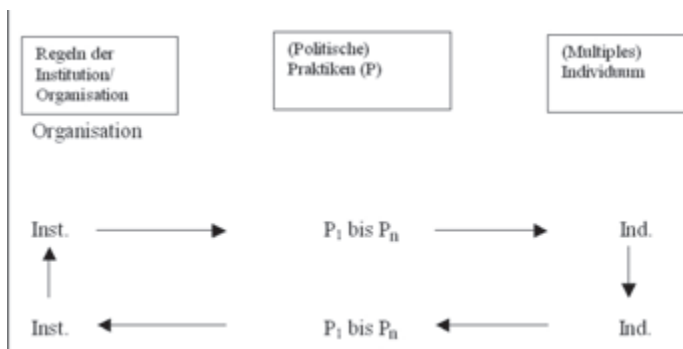 Regeln der
Institution/
Organisation
(Politische)
Praktiken (P)
(Multiples)
Individuum
Organisation
Inst.
P₁ bis Pₙ
Ind.
Inst.
P₁ bis Pₙ
Ind.